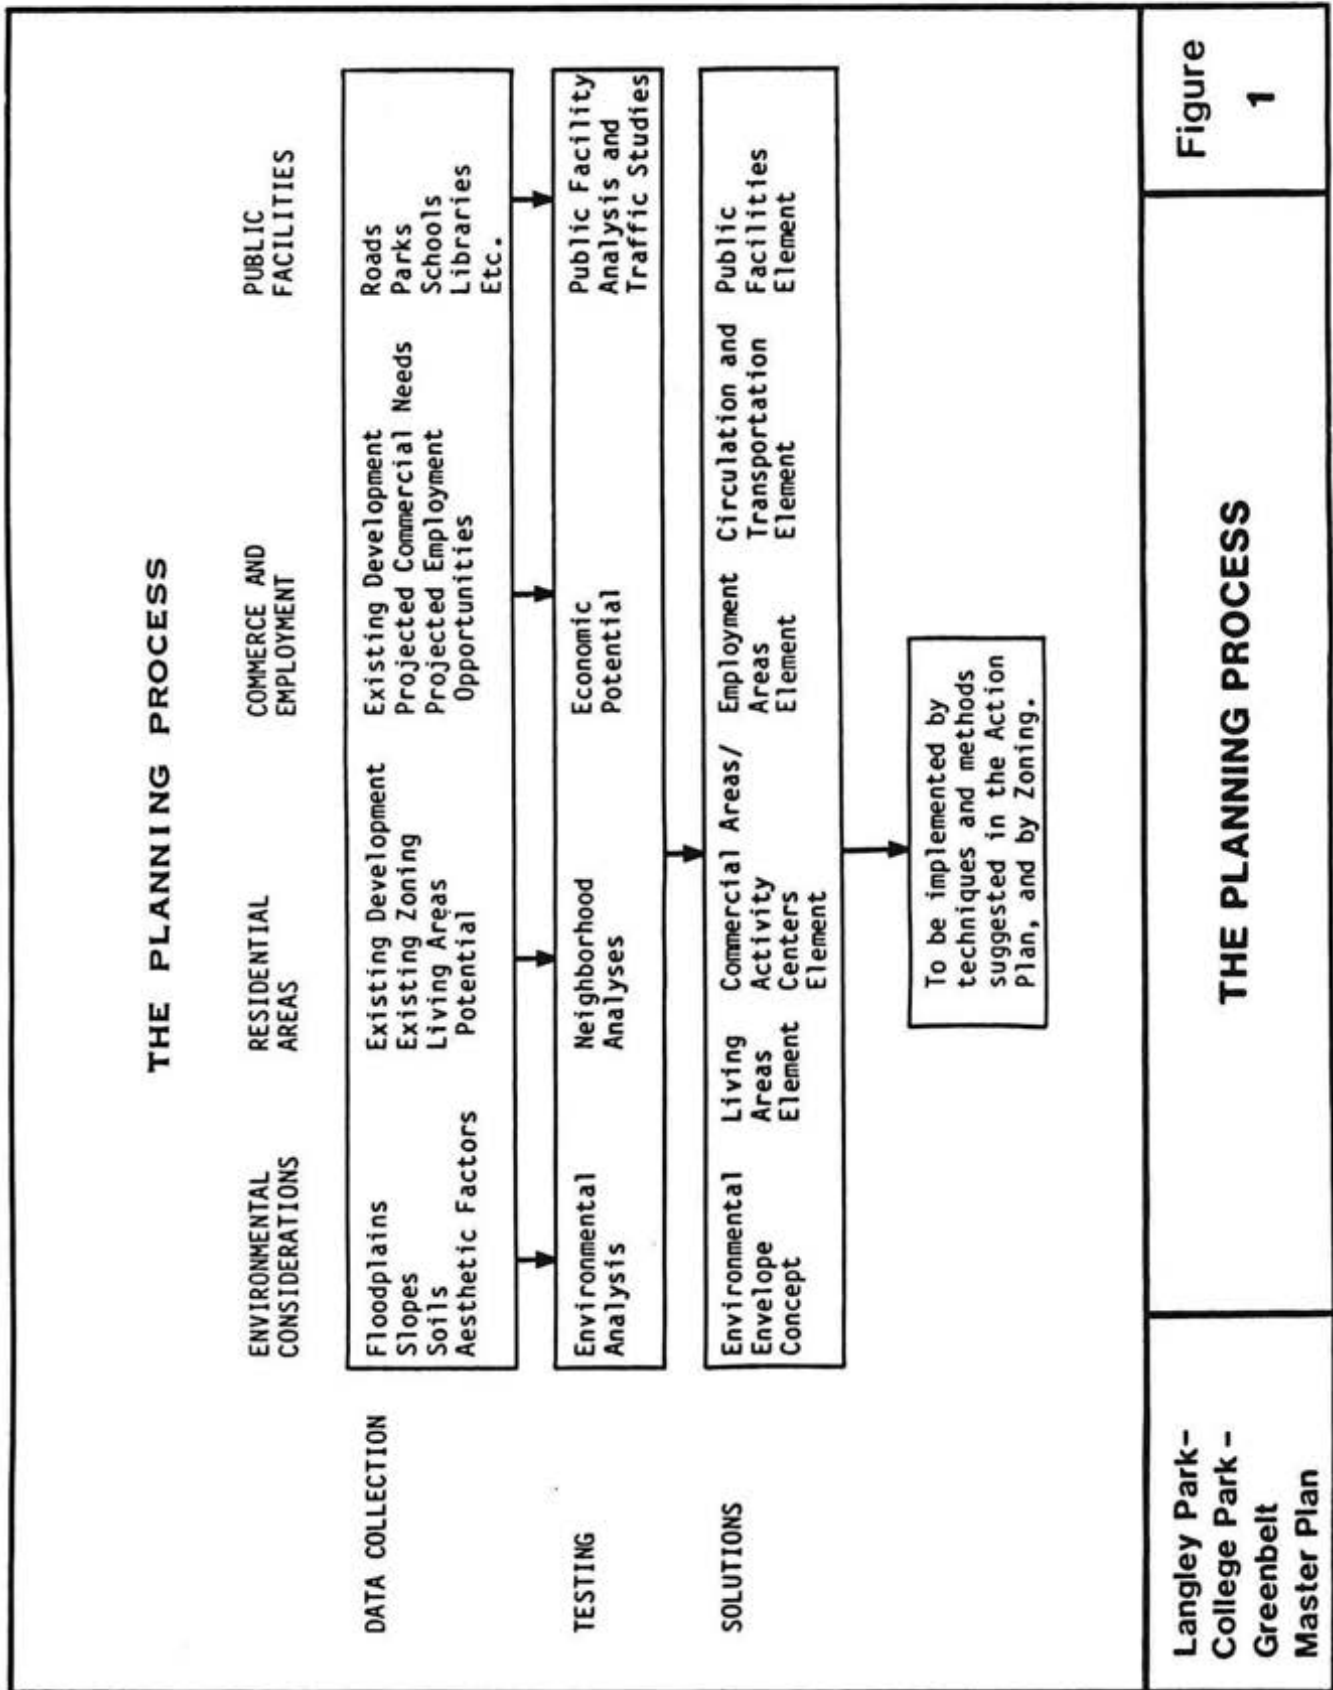 THE PLANNING PROCESS
ENVIRONMENTAL
CONSIDERATIONS
RESIDENTIAL
AREAS
COMMERCE AND
EMPLOYMENT
PUBLIC
FACILITIES
DATA COLLECTION
Floodplains
Slopes
Soils
Aesthetic Factors
Existing Development
Existing Zoning
Living Areas
Potential
Existing Development
Projected Commercial Needs
Projected Employment
Opportunities
Roads
Parks
Schools
Libraries
Etc.
TESTING
Environmental
Analysis
Neighborhood
Analyses
Economic
Potential
Public Facility
Analysis and
Traffic Studies
SOLUTIONS
Environmental
Envelope
Concept
Living
Areas
Element
Commercial Areas/
Activity
Centers
Element
Employment
Areas
Element
Circulation and
Transportation
Element
Public
Facilities
Element
To be implemented by
techniques and methods
suggested in the Action
Plan, and by Zoning.
Langley Park-
College Park-
Greenbelt
Master Plan
THE PLANNING PROCESS
Figure
1